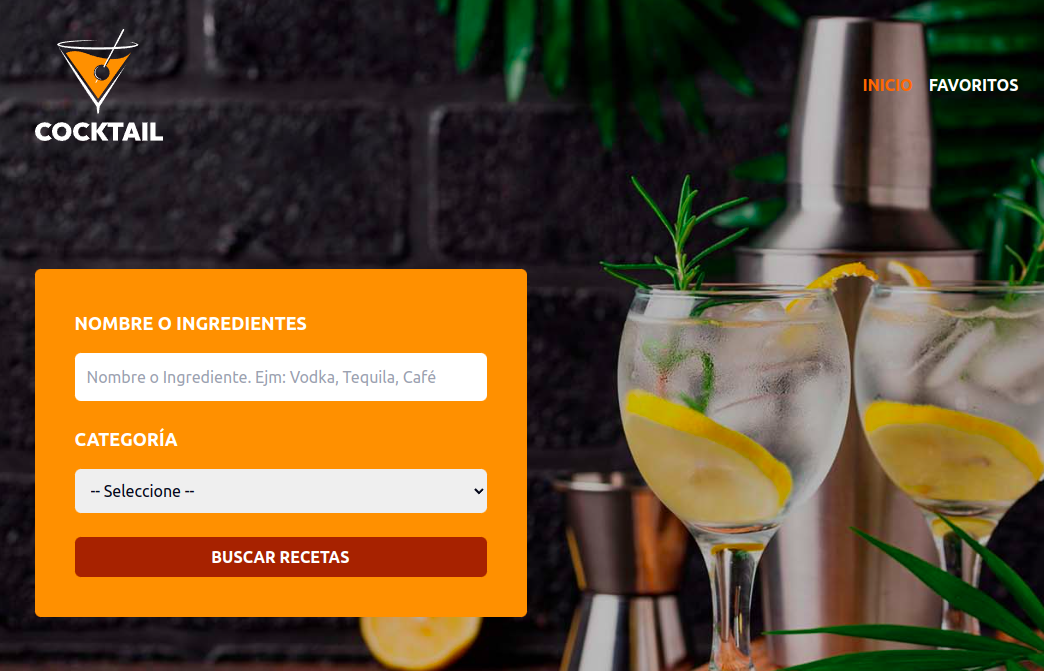 COCKTAIL
INICIO FAVORITOS
NOMBRE O INGREDIENTES
Nombre o Ingrediente. Ejm: Vodka, Tequila, Café
CATEGORÍA
-- Seleccione --
BUSCAR RECETAS